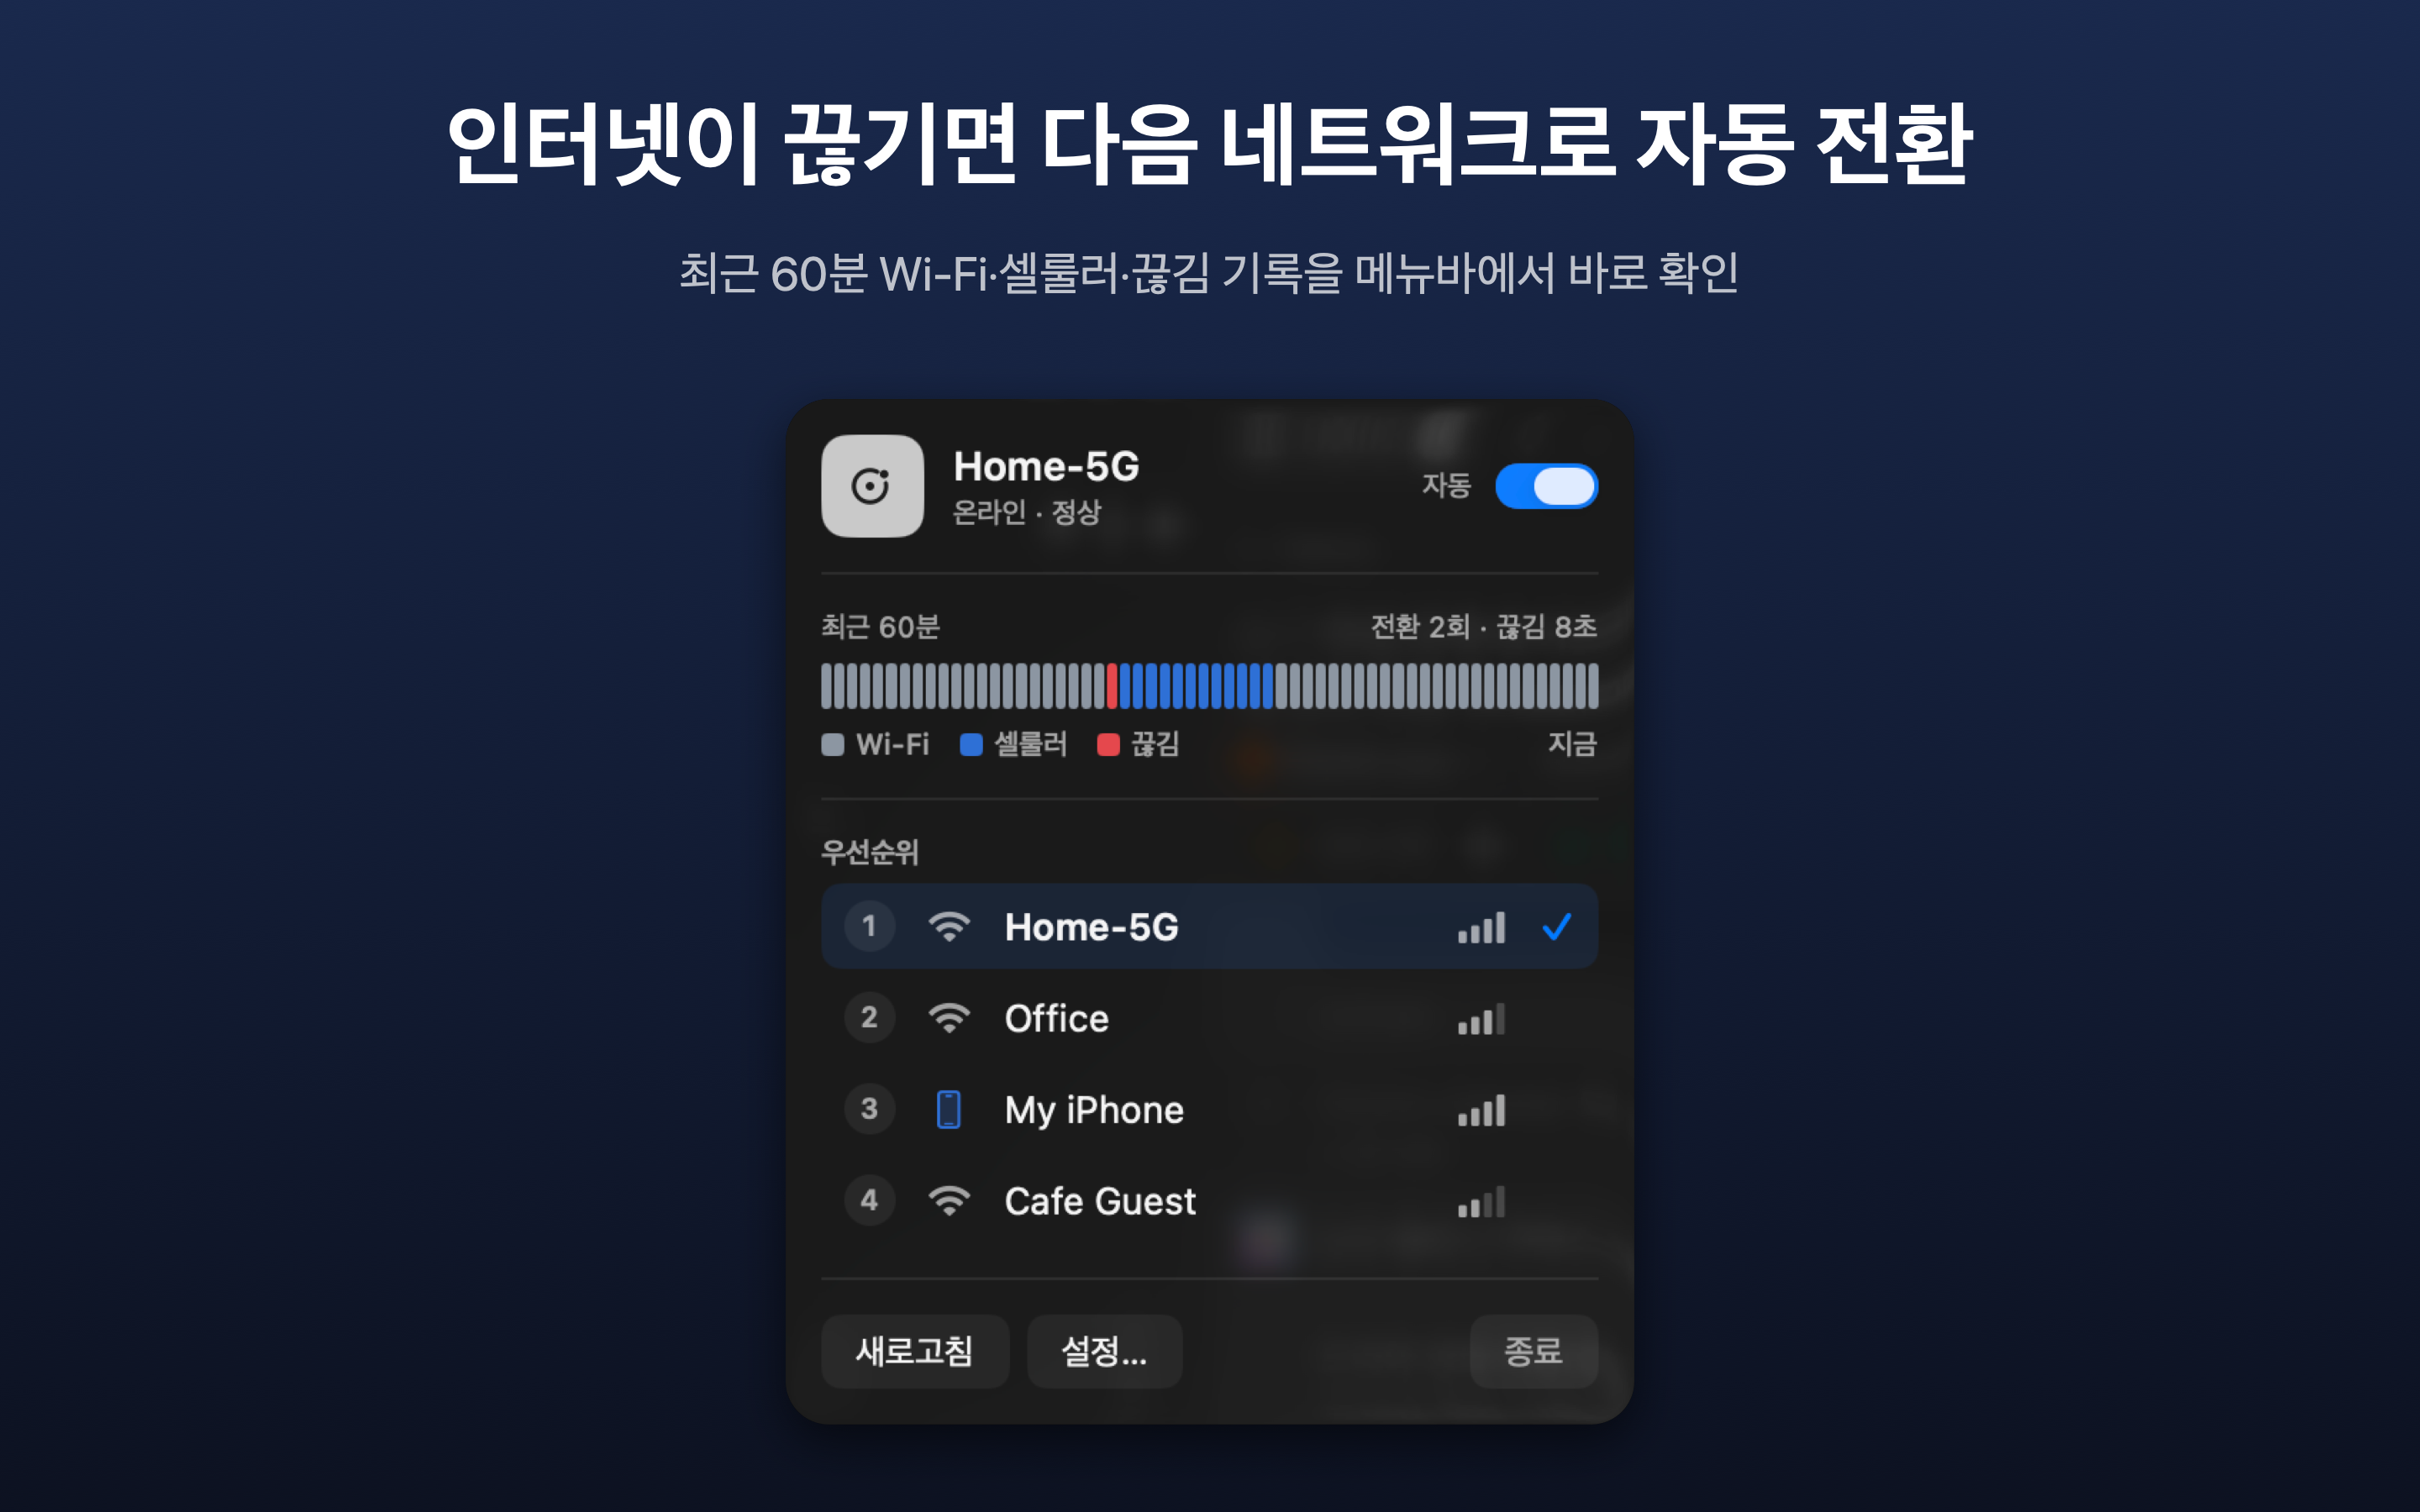 인터넷이 끊기면 다음 네트워크로 자동 전환
최근 60분 Wi-Fi·셀룰러·끊김 기록을 메뉴바에서 바로 확인
Home-5G
온라인 · 정상
자동
최근 60분
전환 2회 · 끊김 8초
Wi-Fi 셀룰러 끊김
지금
우선순위
1 Home-5G
2 Office
3 My iPhone
4 Cafe Guest
새로고침 설정... 종료